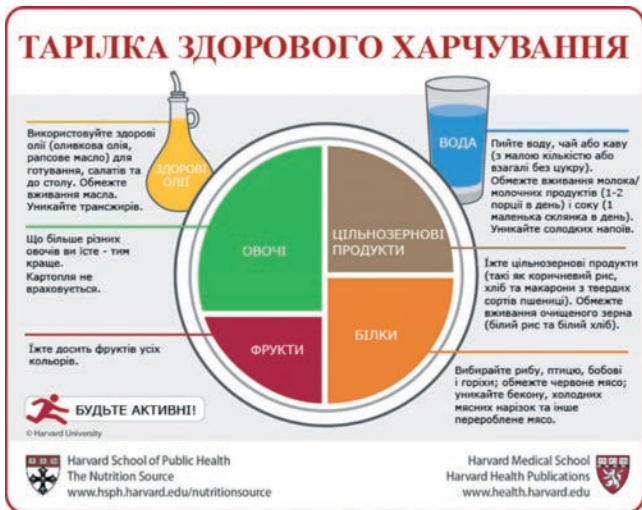 ТАРІЛКА ЗДОРОВОГО ХАРЧУВАННЯ
Використовуйте здорові
олії (оливкова олія,
рапсове масло) для
готування, салатів та
до столу. Обмежте
вживання масла.
Уникайте трансжирів.
ЗДОРОВІ
ОЛІЇ
ВОДА
Пийте воду, чай або каву
(з малою кількістю або
взагалі без цукру).
Обмежте вживання молока/
молочних продуктів (1-2
порції в день) і соку (1
маленька склянка в день).
Уникайте солодких напоїв.
Що більше різних
овочів ви їсте - тим
краще.
Картопля не
враховується.
ОВОЧІ
ЦІЛЬНОЗЕРНОВІ
ПРОДУКТИ
Їжте цільнозернові продукти
(такі як коричневий рис,
хліб та макарони з твердих
сортів пшениці). Обмежте
вживання очищеного зерна
(білий рис та білий хліб).
Їжте досить фруктів усіх
кольорів.
ФРУКТИ
БІЛКИ
Вибирайте рибу, птицю, бобові
і горіхи; обмежте червоне мясо;
уникайте бекону, холодних
мясних нарізок та інше
перероблене мясо.
БУДЬТЕ АКТИВНІ!
© Harvard University
Harvard School of Public Health
The Nutrition Source
www.hsph.harvard.edu/nutritionsource
Harvard Medical School
Harvard Health Publications
www.health.harvard.edu